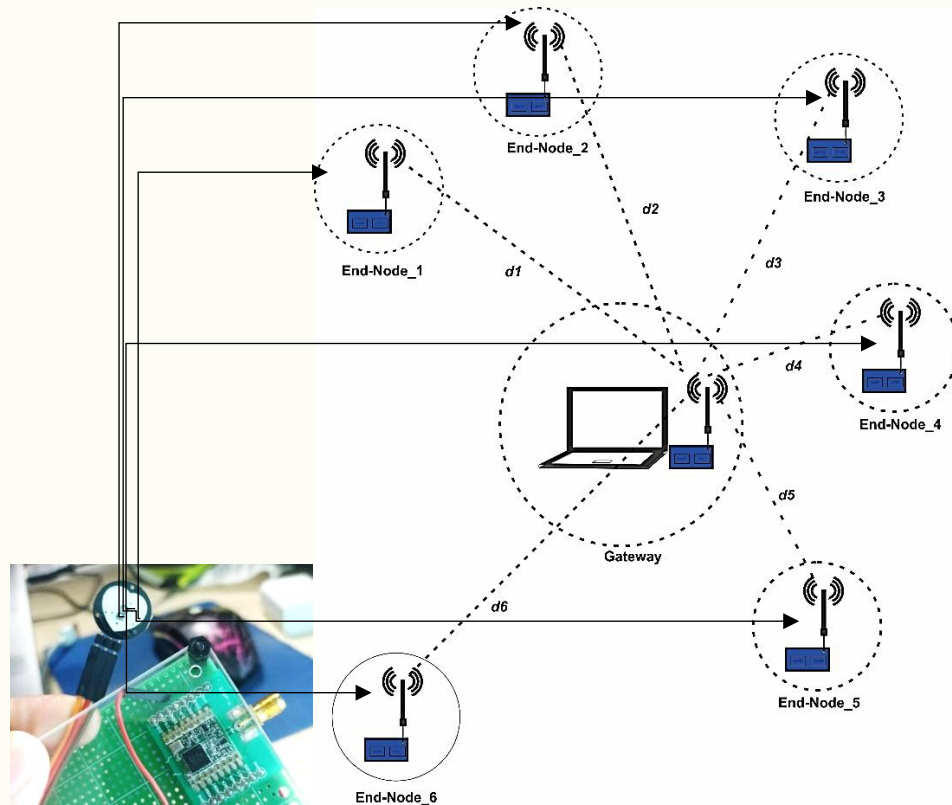 End-Node_2
End-Node_3
End-Node_1
d2
d1
d3
d4
End-Node_4
d5
Gateway
d6
End-Node_5
End-Node_6